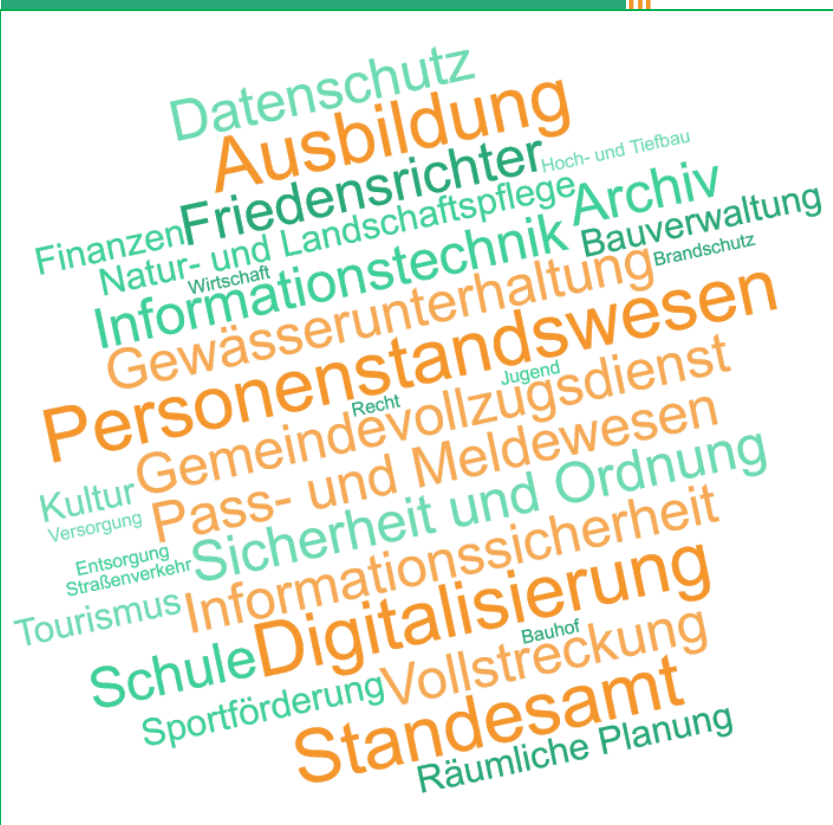 Datenschutz
Ausbildung
Hoch- und Tiefbau
Friedensrichter
Archiv
Finanzen
Natur- und Landschaftspflege
Bauverwaltung
Wirtschaft
Informationstechnik
Brandschutz
Gewässerunterhaltung
Personenstandswesen
Jugend
Recht
Gemeindevollzugsdienst
Kultur
Pass- und Meldewesen
Versorgung
Sicherheit und Ordnung
Entsorgung
Straßenverkehr
Informationssicherheit
Tourismus
Digitalisierung
Bauhof
Schule
Vollstreckung
Sportförderung
Standesamt
Räumliche Planung